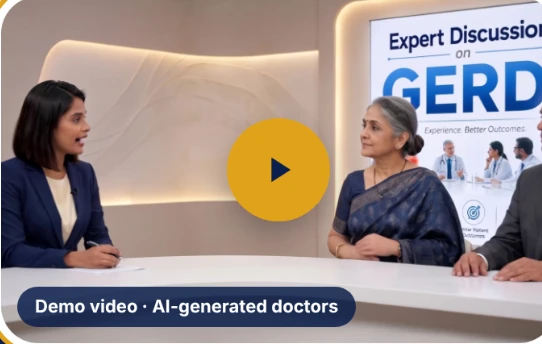 Expert Discussion
on
GERD
Experience. Better Outcomes.
Demo video · AI-generated doctors